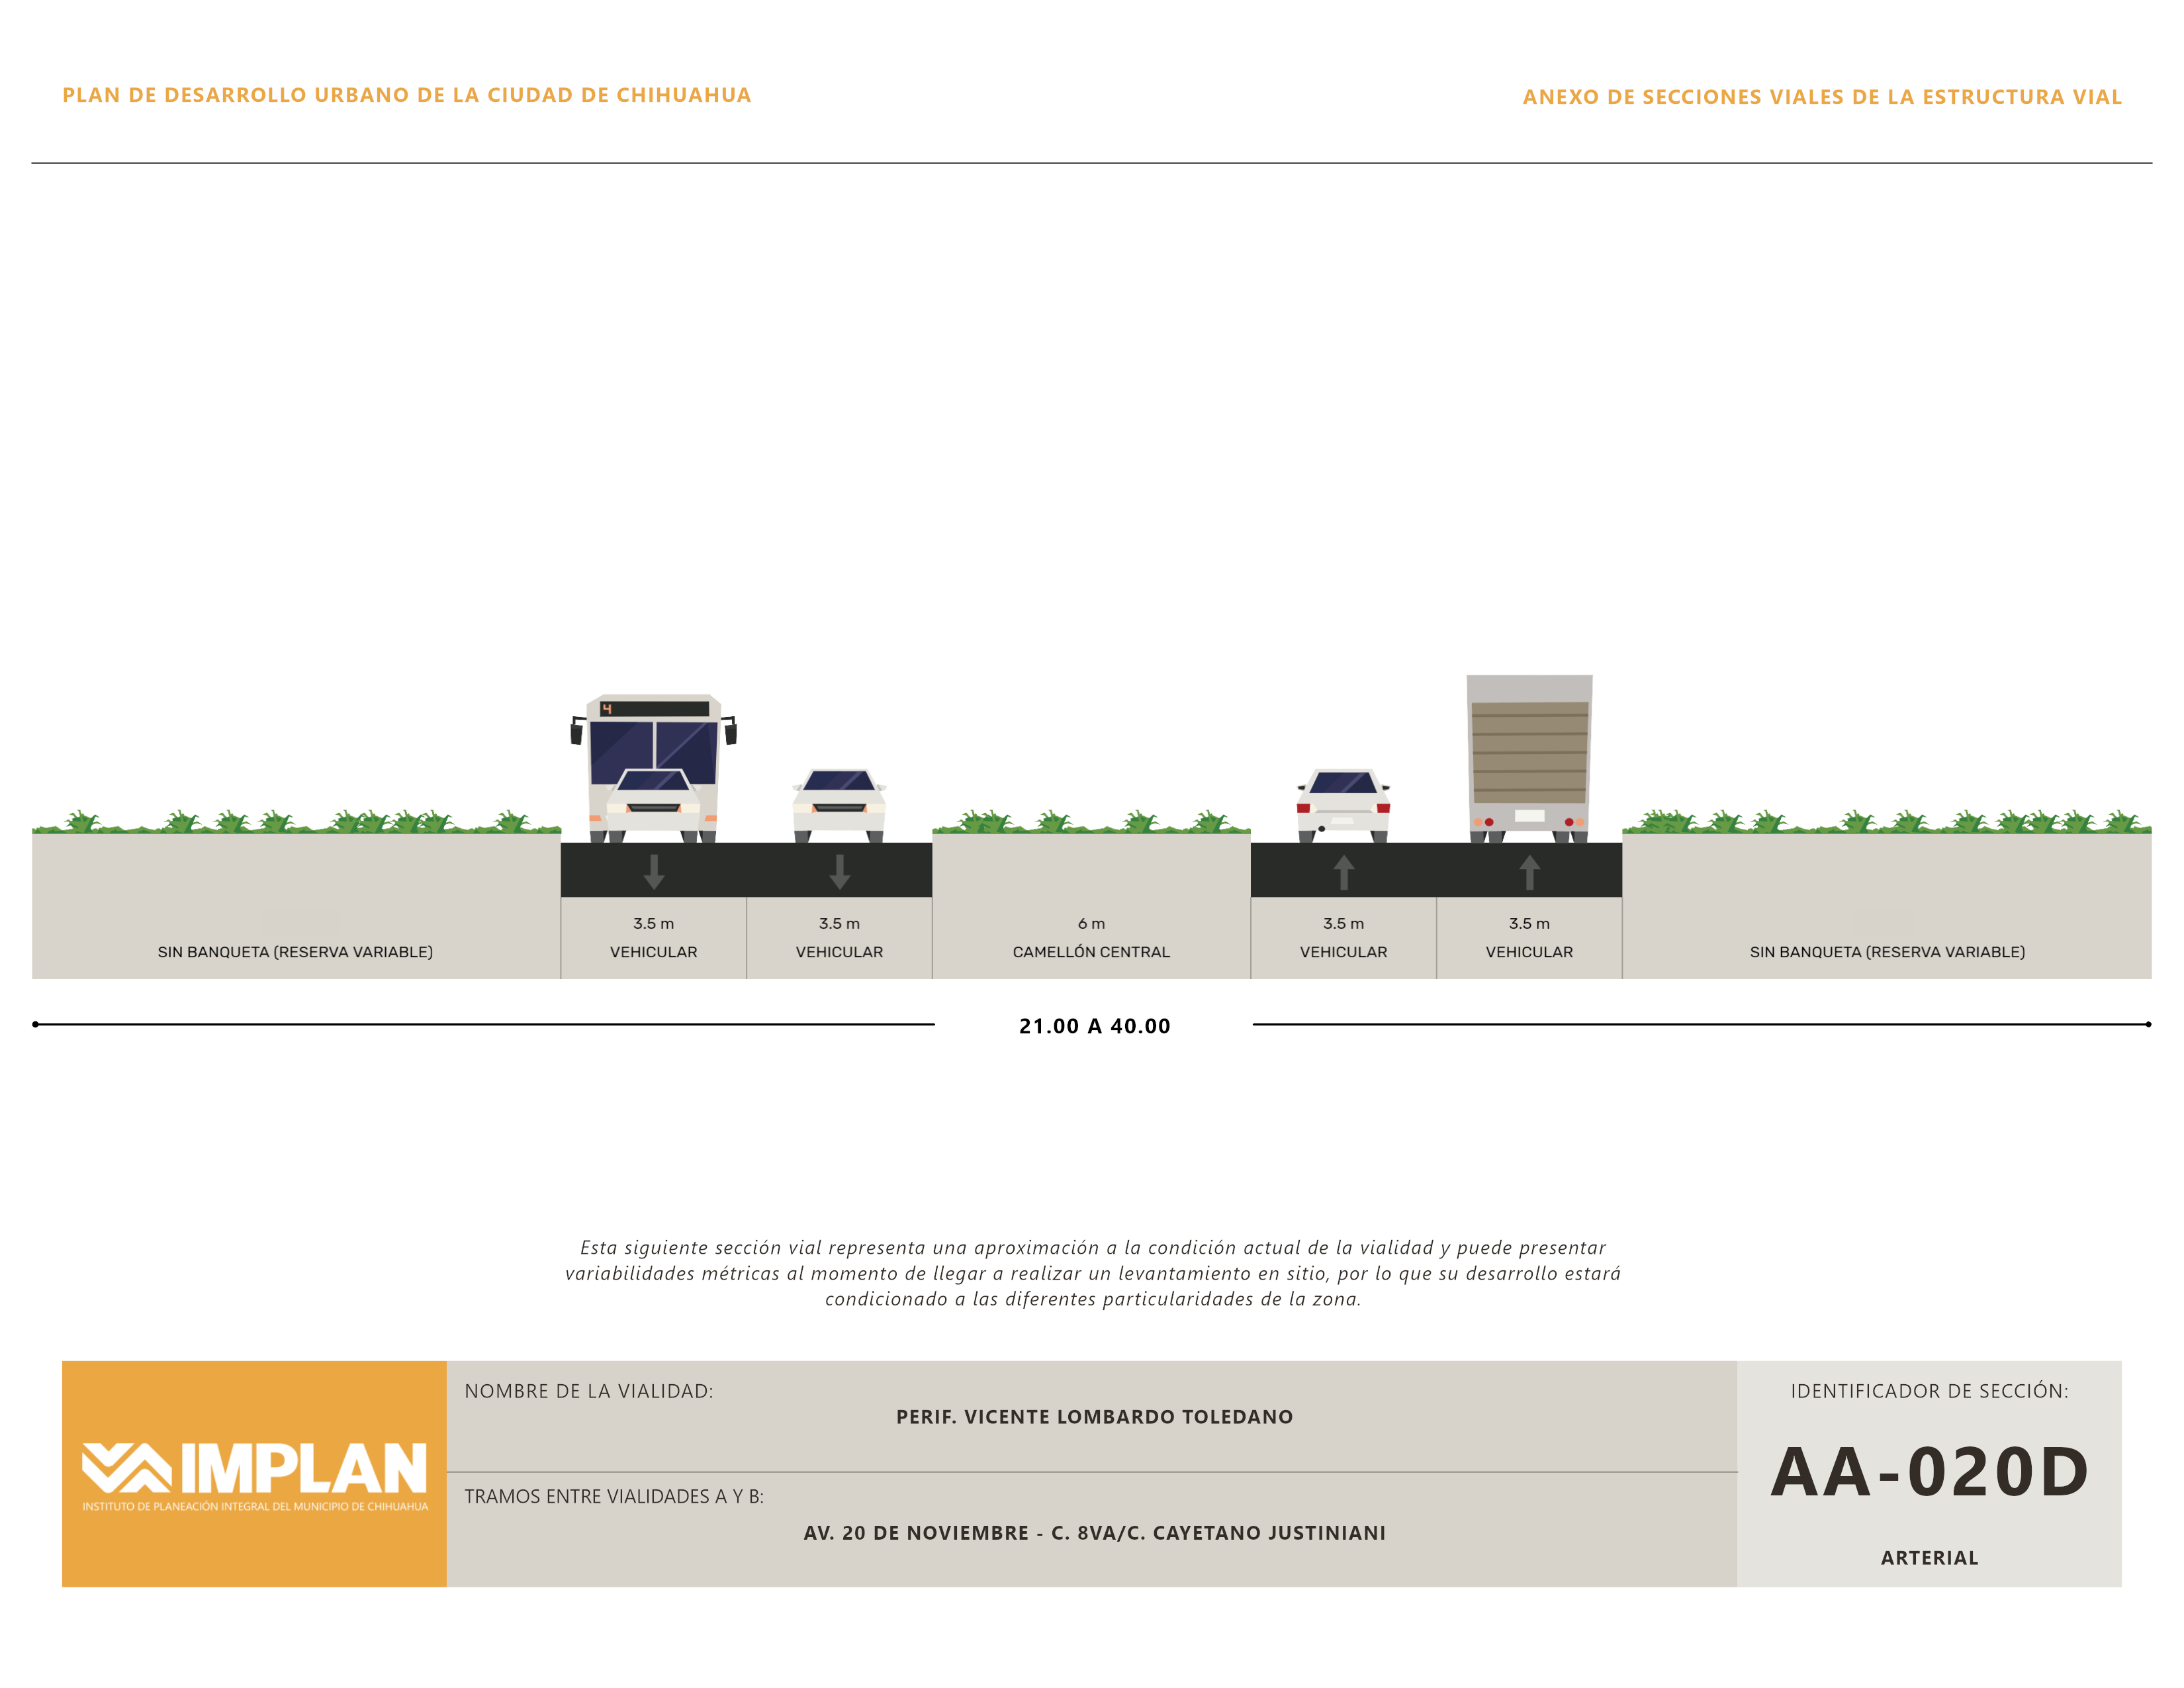 PLAN DE DESARROLLO URBANO DE LA CIUDAD DE CHIHUAHUA
ANEXO DE SECCIONES VIALES DE LA ESTRUCTURA VIAL
4
3.5 m
3.5 m
6 m
3.5 m
3.5 m
SIN BANQUETA (RESERVA VARIABLE)
VEHICULAR
VEHICULAR
CAMELLÓN CENTRAL
VEHICULAR
VEHICULAR
SIN BANQUETA (RESERVA VARIABLE)
21.00 A 40.00
Esta siguiente sección vial representa una aproximación a la condición actual de la vialidad y puede presentar
variabilidades métricas al momento de llegar a realizar un levantamiento en sitio, por lo que su desarrollo estará
condicionado a las diferentes particularidades de la zona.
IMPLAN
INSTITUTO DE PLANEACIÓN INTEGRAL DEL MUNICIPIO DE CHIHUAHUA
NOMBRE DE LA VIALIDAD:
PERIF. VICENTE LOMBARDO TOLEDANO
TRAMOS ENTRE VIALIDADES A Y B:
AV. 20 DE NOVIEMBRE - C. 8VA/C. CAYETANO JUSTINIANI
IDENTIFICADOR DE SECCIÓN:
AA-020D
ARTERIAL